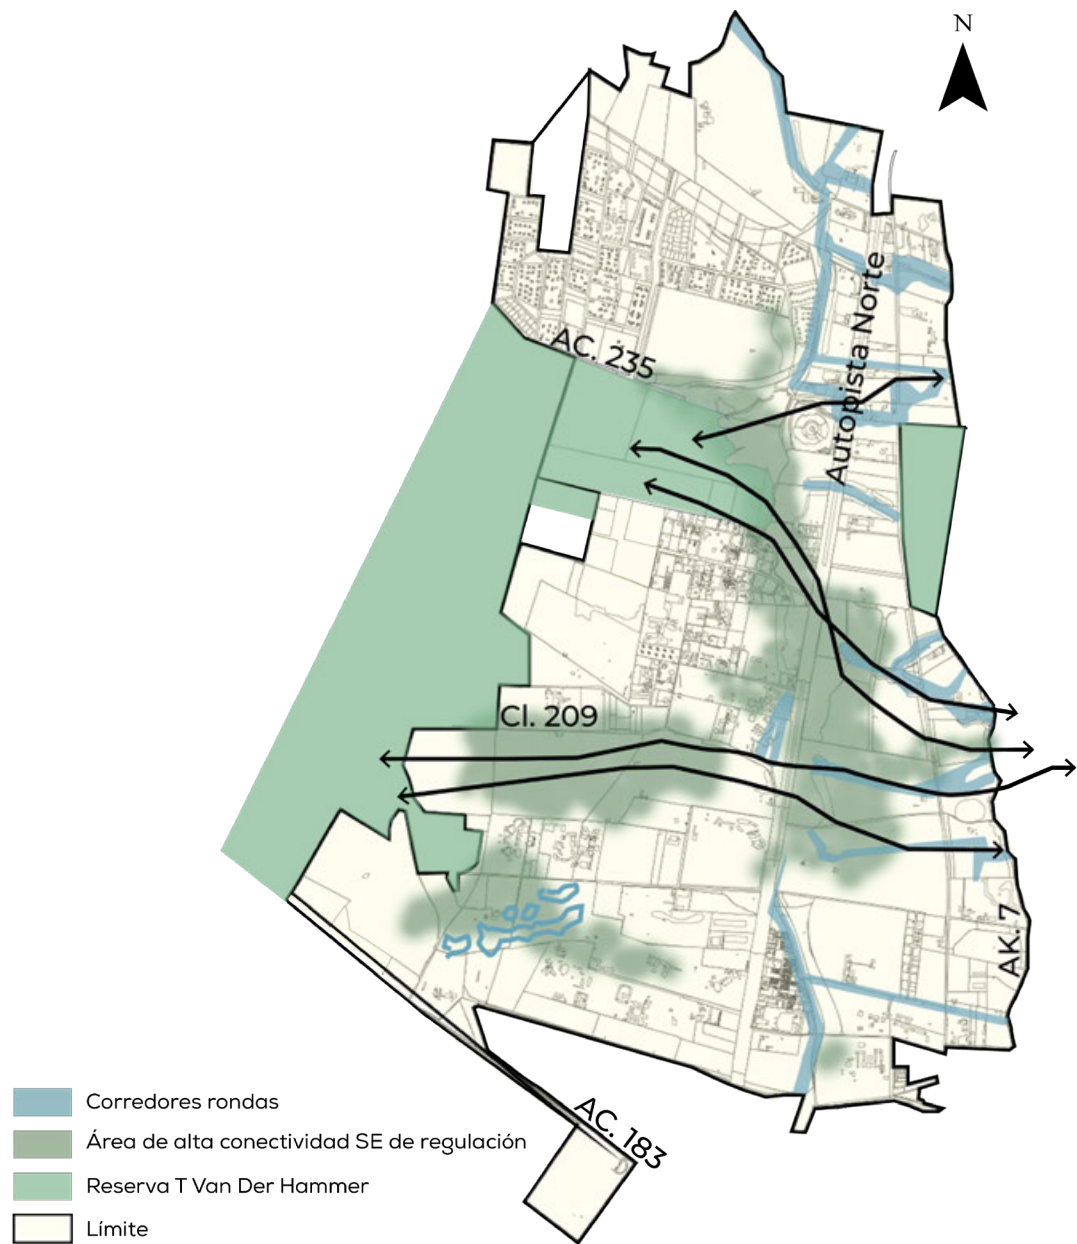 N
Autopista Norte
AC. 235
Cl. 209
AK. 7
AC. 183
Corredores rondas
Área de alta conectividad SE de regulación
Reserva T Van Der Hammer
Límite